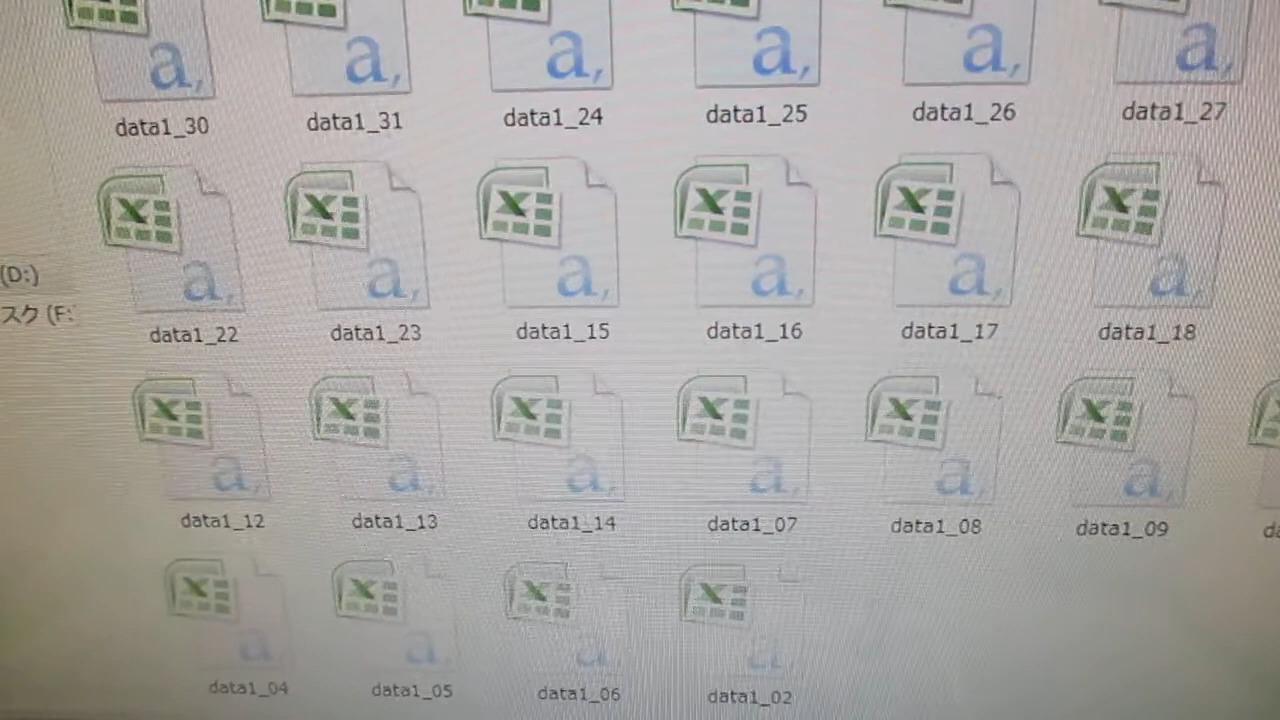 data1_30 data1_31 data1_24 data1_25 data1_26 data1_27
(D:)
スク (F:
data1_22 data1_23 data1_15 data1_16 data1_17 data1_18
data1_12 data1_13 data1_14 data1_07 data1_08 data1_09
data1_04 data1_05 data1_06 data1_02